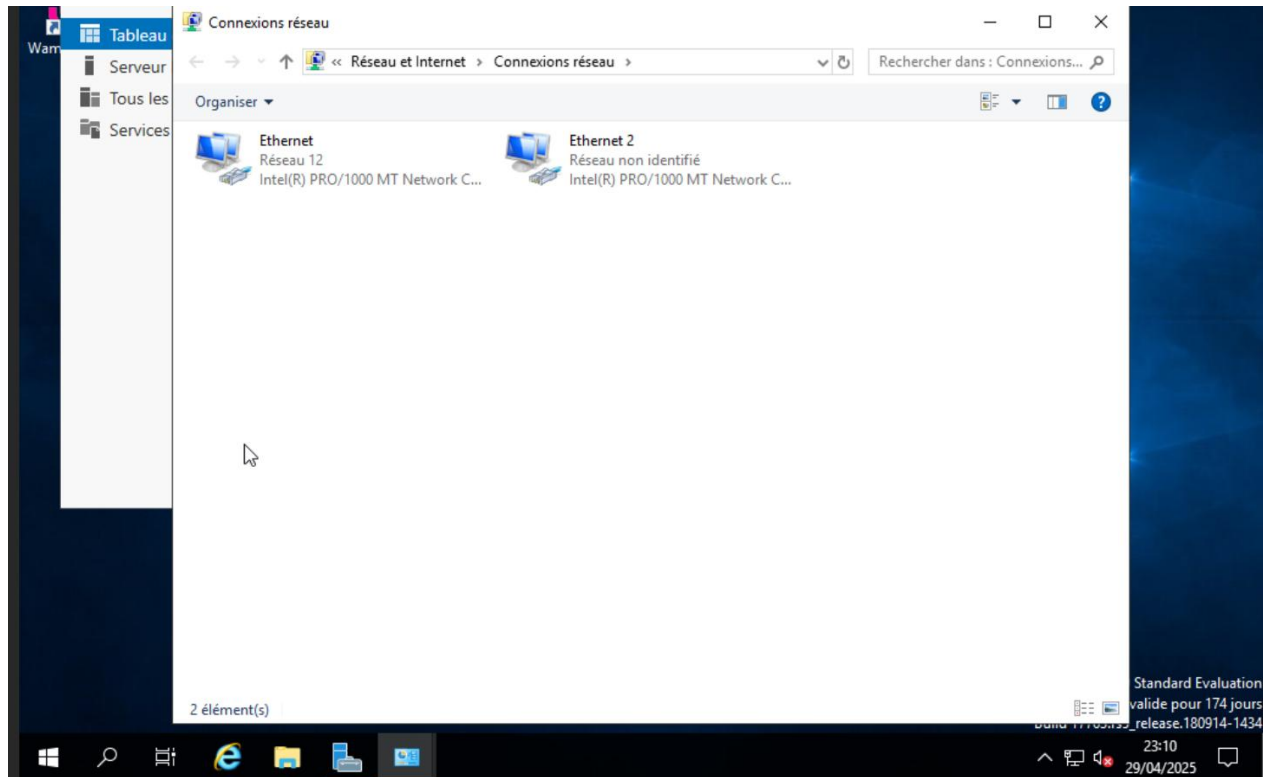 Connexions réseau
Wam
Tableau
Serveur
Tous les
Services
« Réseau et Internet › Connexions réseau ›
Rechercher dans : Connexions...
Organiser
Ethernet
Réseau 12
Intel(R) PRO/1000 MT Network C...
Ethernet 2
Réseau non identifié
Intel(R) PRO/1000 MT Network C...
2 élément(s)
Standard Evaluation
valide pour 174 jours
_release.180914-1434
23:10
29/04/2025